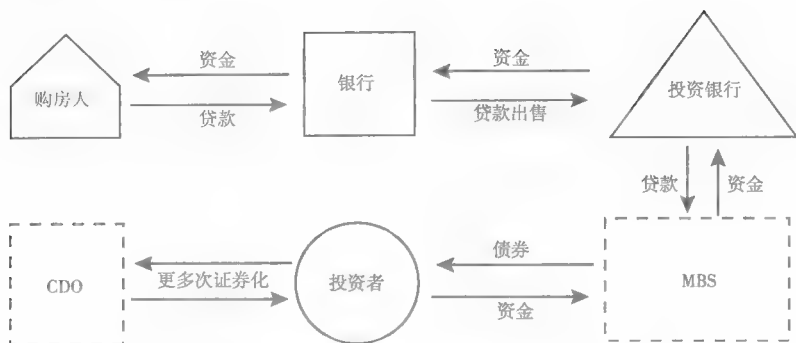 资金
资金
购房人
银行
投资银行
贷款
贷款出售
贷款
资金
债券
CDO
更多次证券化
投资者
MBS
资金